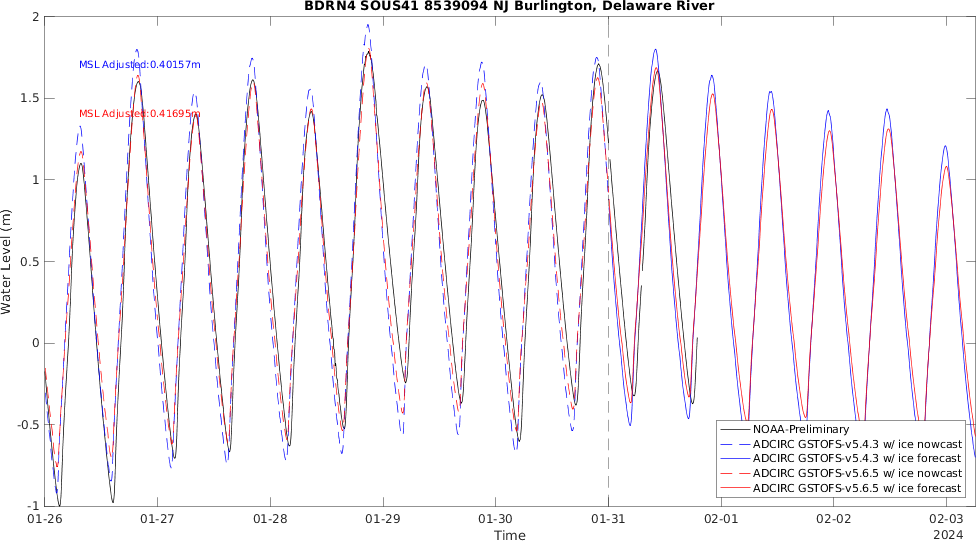 BDRN4 SOUS41 8539094 NJ Burlington, Delaware River
2
1.5
1
0.5
0
-0.5
-1
Water Level (m)
MSL Adjusted:0.40157m
MSL Adjusted:0.41695m
NOAA-Preliminary
ADCIRC GSTOFS-v5.4.3 w/ ice nowcast
ADCIRC GSTOFS-v5.4.3 w/ ice forecast
ADCIRC GSTOFS-v5.6.5 w/ ice nowcast
ADCIRC GSTOFS-v5.6.5 w/ ice forecast
01-26 01-27 01-28 01-29 01-30 01-31 02-01 02-02 02-03
Time
2024